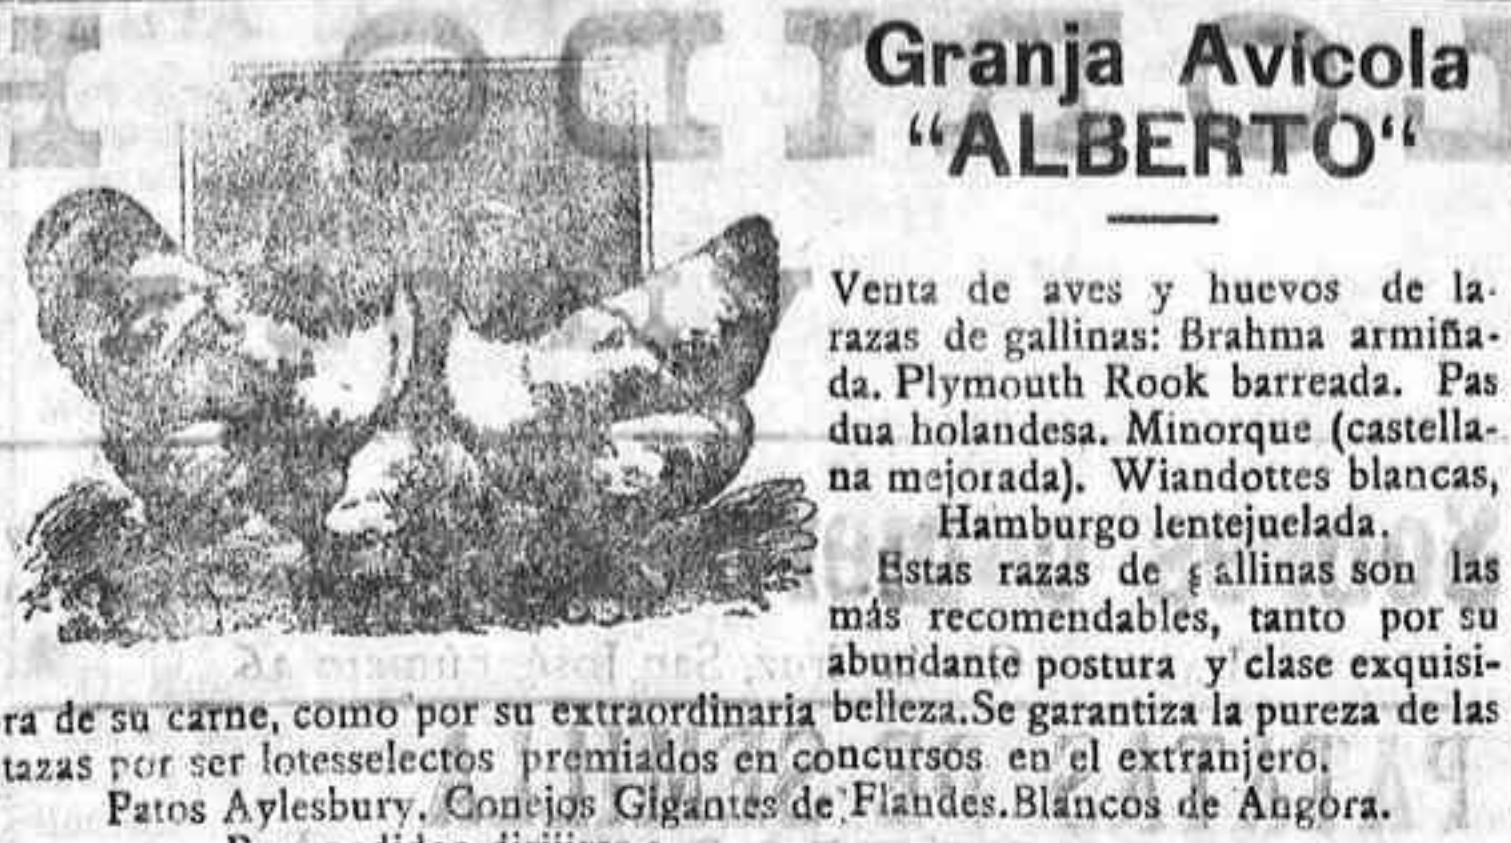 Granja Avícola
“ALBERTO“
Venta de aves y huevos de la
razas de gallinas: Brahma armiña-
da. Plymouth Rook barreada. Pas
dua holandesa. Minorque (castella-
na mejorada). Wiandottes blancas,
Hamburgo lentejuelada.
Estas razas de gallinas son las
más recomendables, tanto por su
abundante postura y clase exquisi-
ra de su carne, como por su extraordinaria belleza. Se garantiza la pureza de las
tazas por ser lotesselectos premiados en concursos en el extranjero.
Patos Aylesbury. Conejos Gigantes de Flandes. Blancos de Angora.